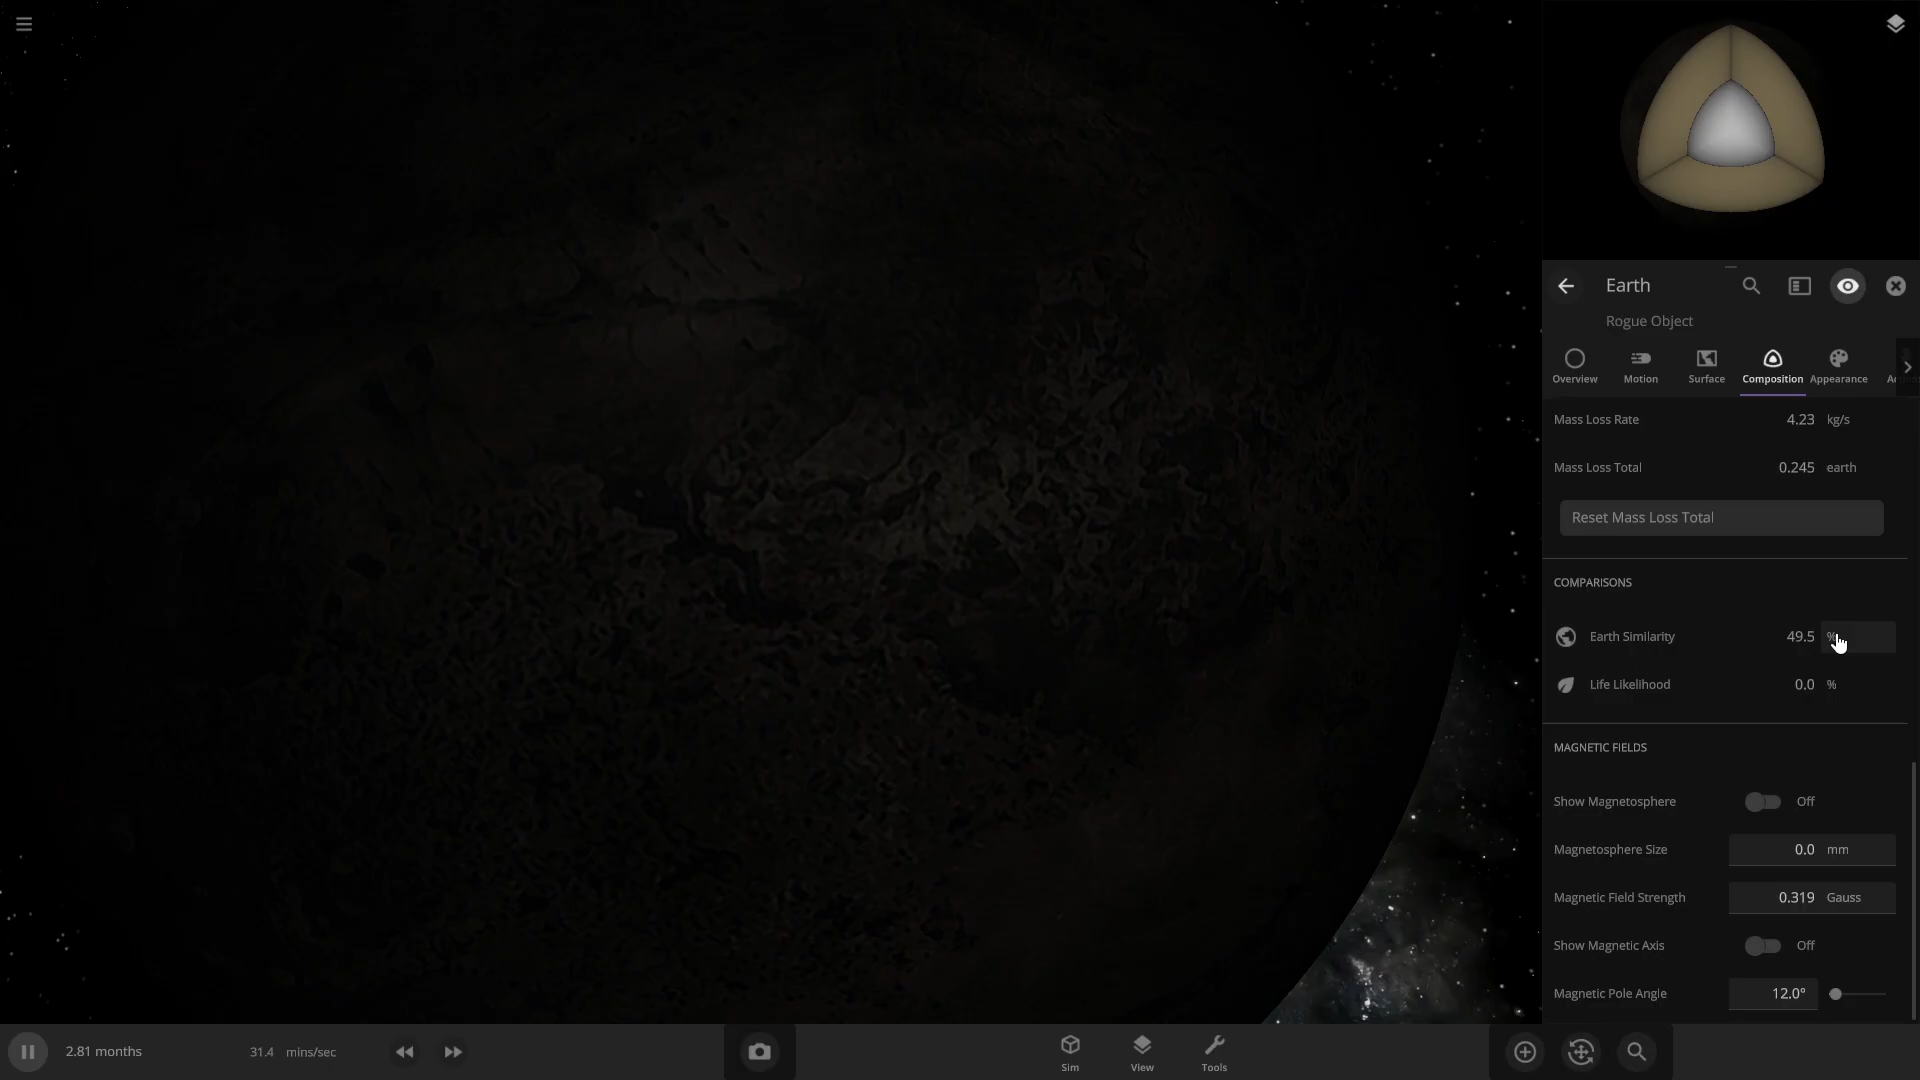 Earth
Rogue Object
Overview
Motion
Surface
Composition
Appearance
Mass Loss Rate 4.23 kg/s
Mass Loss Total 0.245 earth
Reset Mass Loss Total
COMPARISONS
Earth Similarity 49.5 %
Life Likelihood 0.0 %
MAGNETIC FIELDS
Show Magnetosphere Off
Magnetosphere Size 0.0 mm
Magnetic Field Strength 0.319 Gauss
Show Magnetic Axis Off
Magnetic Pole Angle 12.0°
2.81 months 31.4 mins/sec
Sim
View
Tools